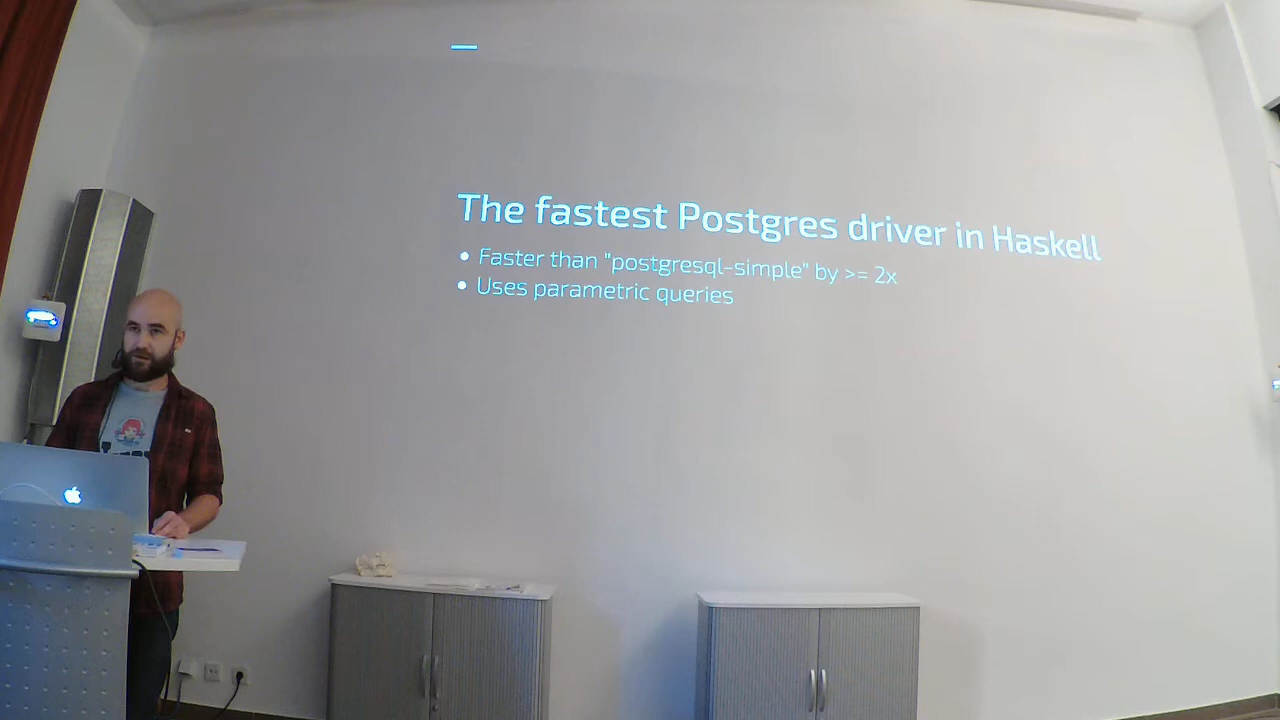 The fastest Postgres driver in Haskell
• Faster than "postgresql-simple" by >= 2x
• Uses parametric queries